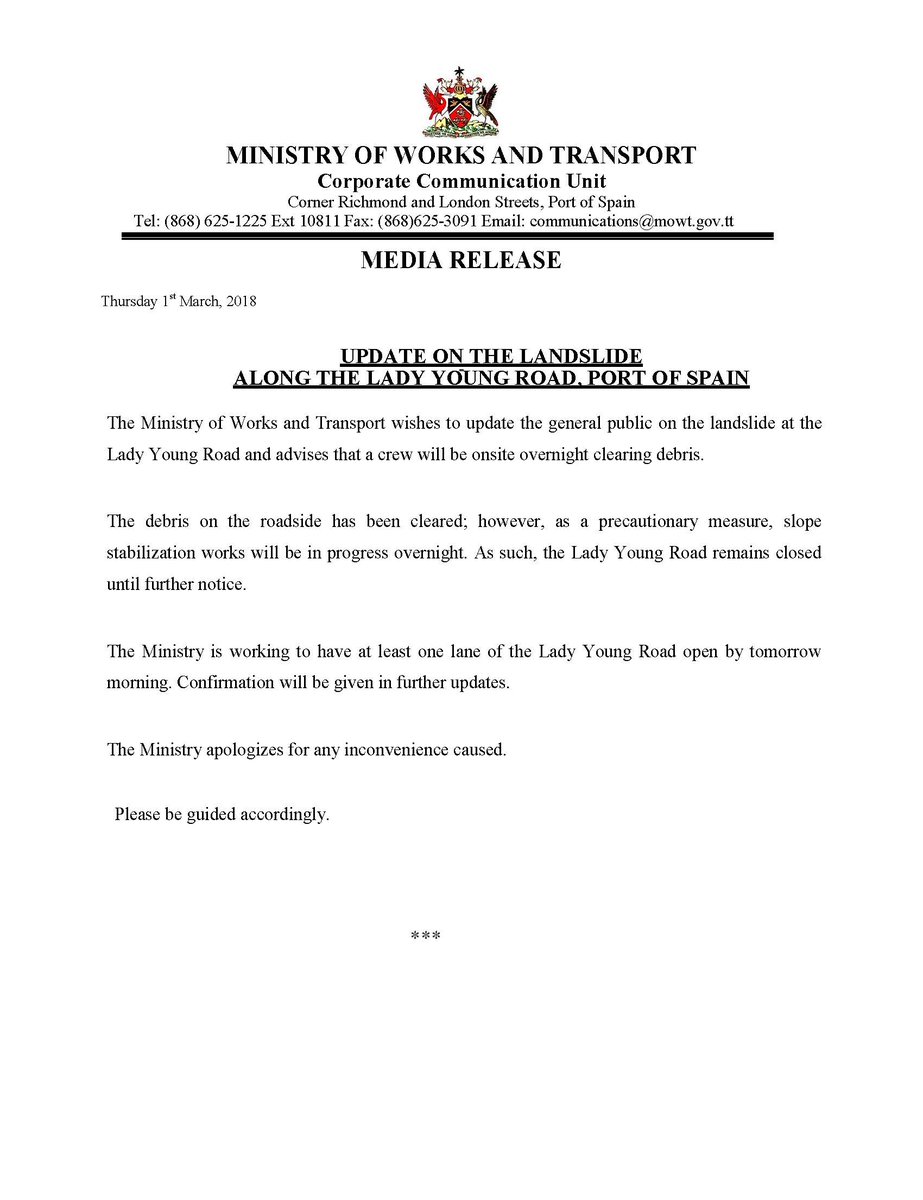 MINISTRY OF WORKS AND TRANSPORT
Corporate Communication Unit
Corner Richmond and London Streets, Port of Spain
Tel: (868) 625-1225 Ext 10811 Fax: (868)625-3091 Email: communications@mowt.gov.tt
MEDIA RELEASE
Thursday 1st March, 2018
UPDATE ON THE LANDSLIDE
ALONG THE LADY YOUNG ROAD, PORT OF SPAIN
The Ministry of Works and Transport wishes to update the general public on the landslide at the
Lady Young Road and advises that a crew will be onsite overnight clearing debris.
The debris on the roadside has been cleared; however, as a precautionary measure, slope
stabilization works will be in progress overnight. As such, the Lady Young Road remains closed
until further notice.
The Ministry is working to have at least one lane of the Lady Young Road open by tomorrow
morning. Confirmation will be given in further updates.
The Ministry apologizes for any inconvenience caused.
Please be guided accordingly.
***